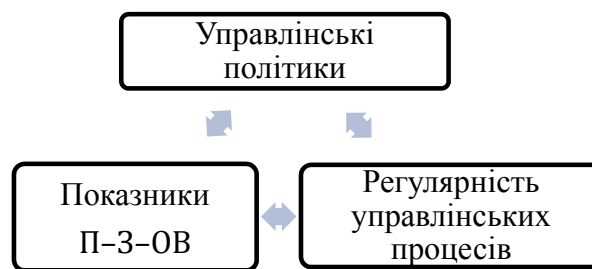 Управлінські
політики
Показники
П–З–ОВ
Регулярність
управлінських
процесів